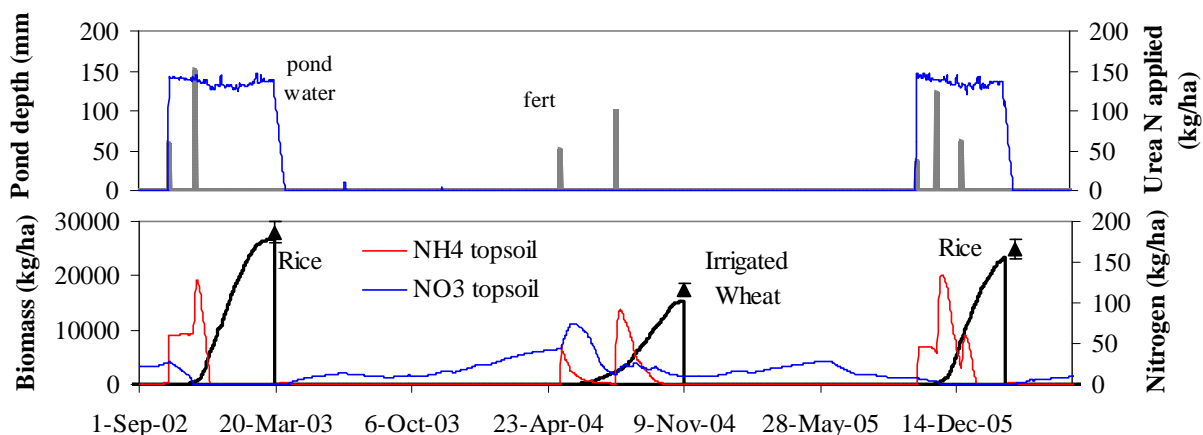 Pond depth (mm
200
150
100
50
0
pond
water
fert
200
150
100
50
0
Urea N applied
(kg/ha)
Biomass (kg/ha)
30000
20000
10000
0
Rice
NH4 topsoil
NO3 topsoil
Irrigated
Wheat
Rice
200
150
100
50
0
Nitrogen (kg/ha)
1-Sep-02 20-Mar-03 6-Oct-03 23-Apr-04 9-Nov-04 28-May-05 14-Dec-05